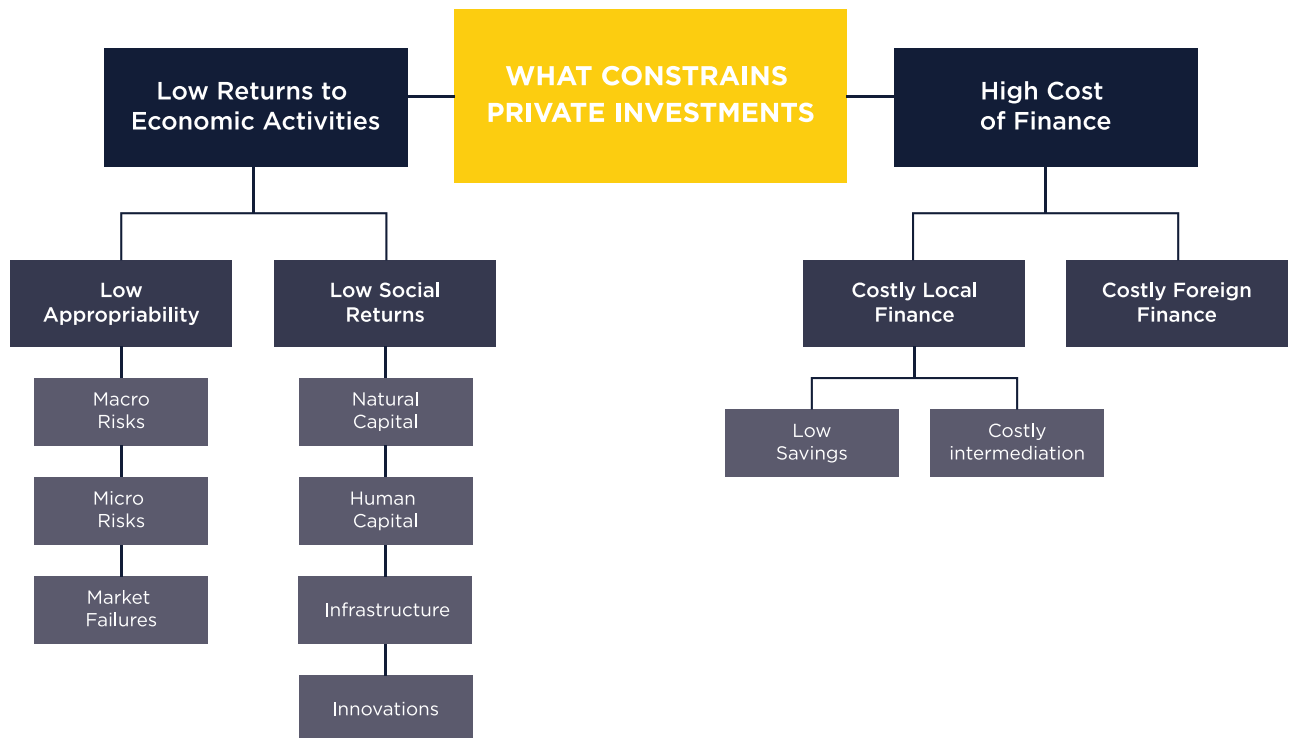 WHAT CONSTRAINS
PRIVATE INVESTMENTS
Low Returns to
Economic Activities
High Cost
of Finance
Low
Appropriability
Low Social
Returns
Costly Local
Finance
Costly Foreign
Finance
Macro
Risks
Micro
Risks
Market
Failures
Natural
Capital
Human
Capital
Infrastructure
Innovations
Low
Savings
Costly
intermediation